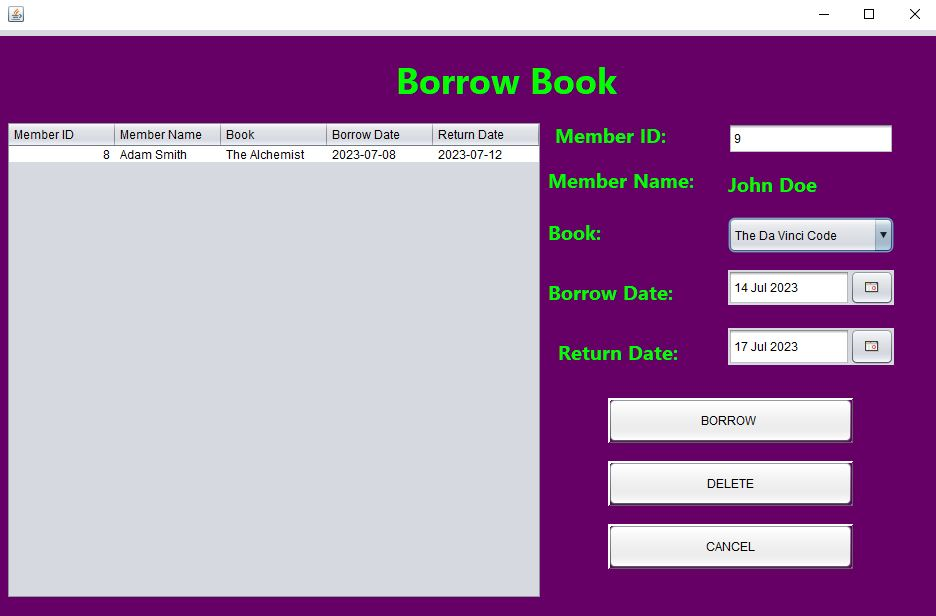 Borrow Book
Member ID Member Name Book Borrow Date Return Date
8 Adam Smith The Alchemist 2023-07-08 2023-07-12
Member ID: 9
Member Name: John Doe
Book: The Da Vinci Code
Borrow Date: 14 Jul 2023
Return Date: 17 Jul 2023
BORROW
DELETE
CANCEL